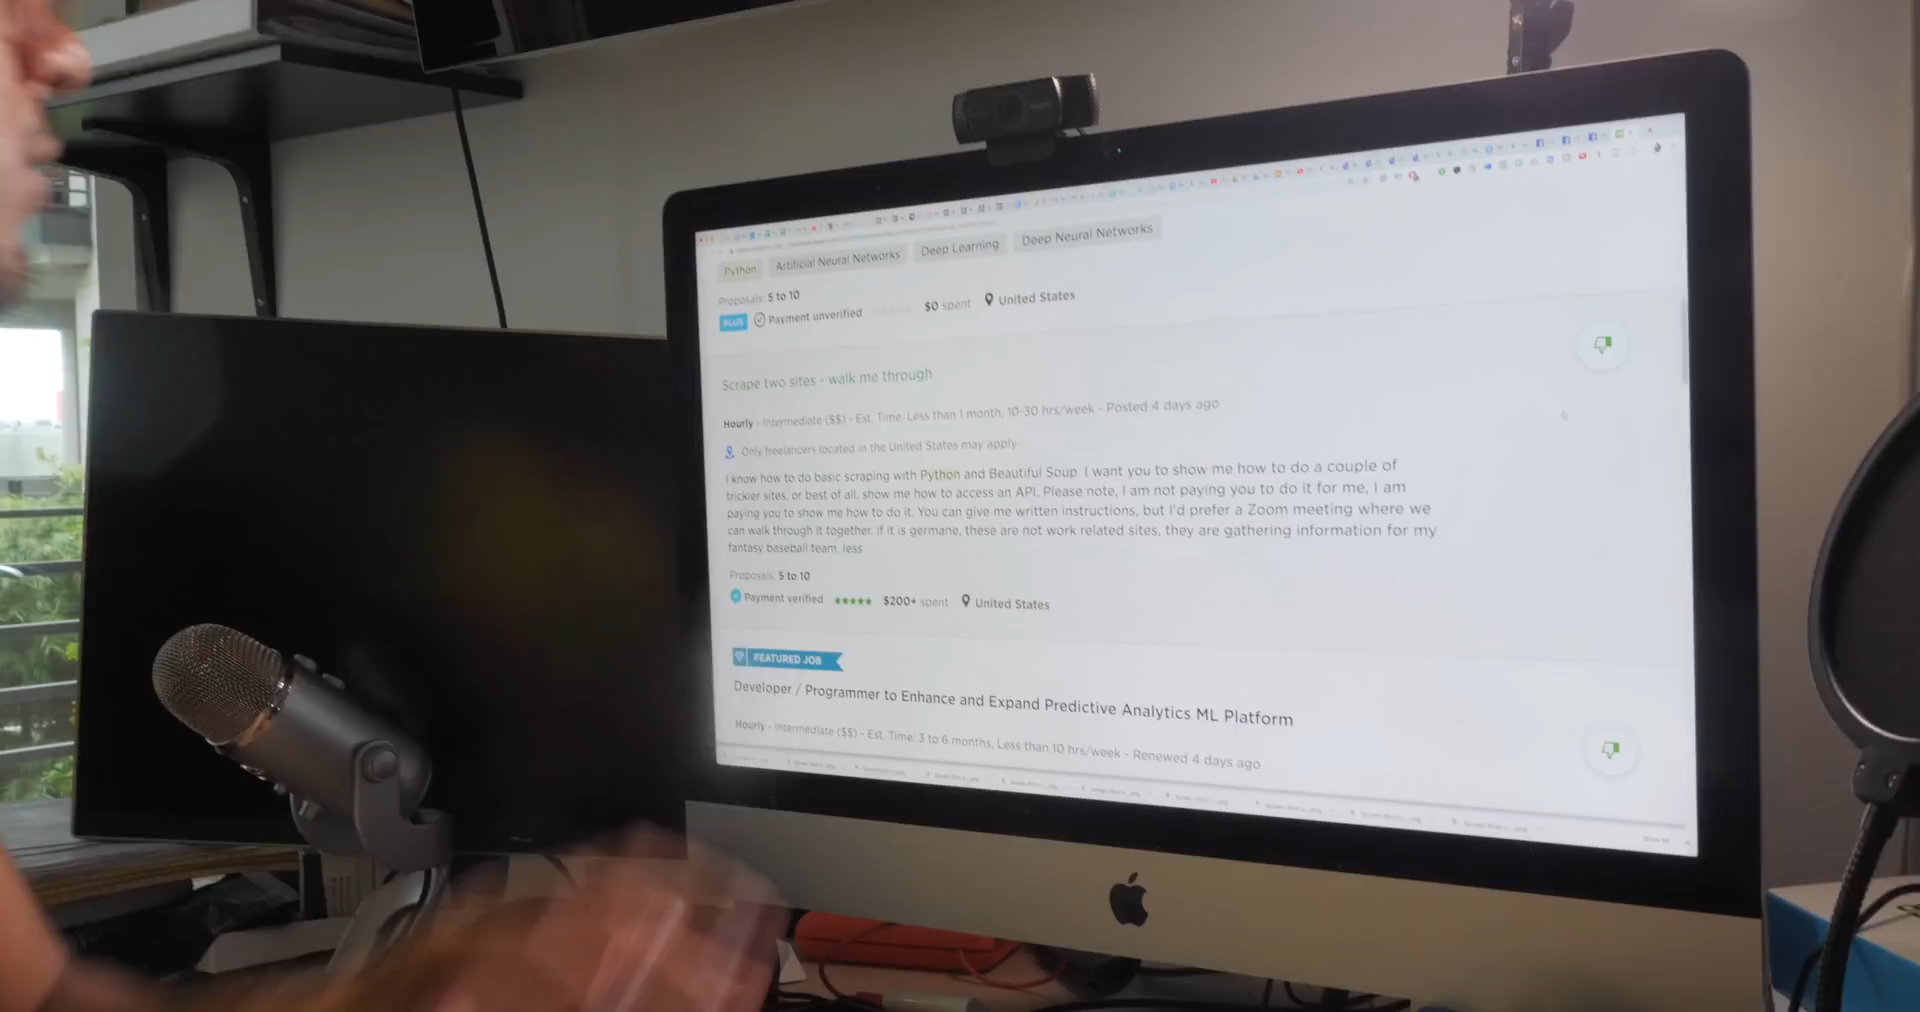 Python Artificial Neural Networks Deep Learning Deep Neural Networks
Proposals: 5 to 10
PLUS Payment unverified $0 spent United States
Scrape two sites - walk me through
Hourly - Intermediate ($$) - Est. Time: Less than 1 month, 10-30 hrs/week - Posted 4 days ago
Only freelancers located in the United States may apply.
I know how to do basic scraping with Python and Beautiful Soup. I want you to show me how to do a couple of
trickier sites, or best of all, show me how to access an API. Please note, I am not paying you to do it for me, I am
paying you to show me how to do it. You can give me written instructions, but I'd prefer a Zoom meeting where we
can walk through it together. if it is germane, these are not work related sites, they are gathering information for my
fantasy baseball team. less
Proposals: 5 to 10
Payment verified $200+ spent United States
FEATURED JOB
Developer / Programmer to Enhance and Expand Predictive Analytics ML Platform
Hourly - Intermediate ($$) - Est. Time: 3 to 6 months, Less than 10 hrs/week - Renewed 4 days ago